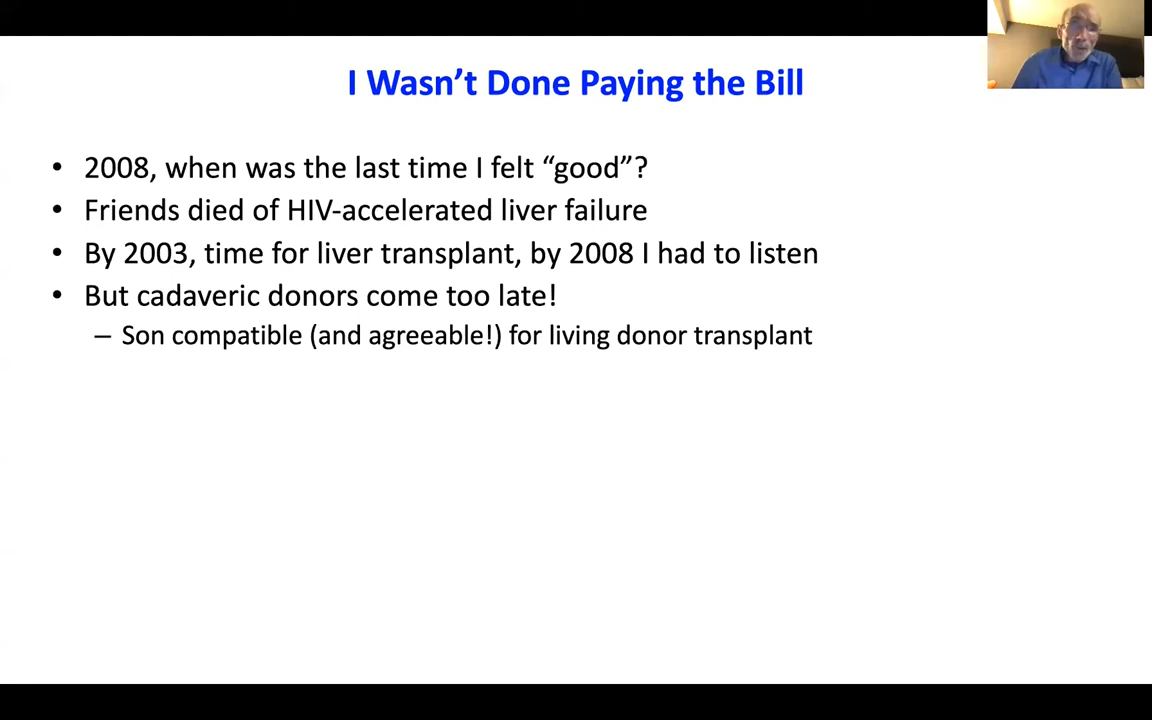 I Wasn’t Done Paying the Bill
• 2008, when was the last time I felt “good”?
• Friends died of HIV-accelerated liver failure
• By 2003, time for liver transplant, by 2008 I had to listen
• But cadaveric donors come too late!
– Son compatible (and agreeable!) for living donor transplant